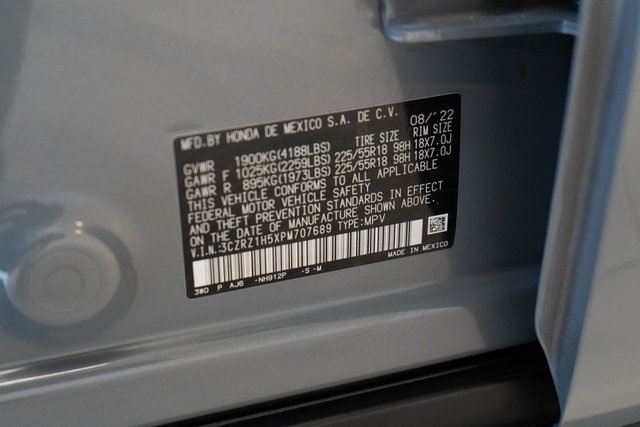 MFD.BY HONDA DE MEXICO S.A. DE C.V. 08/'22
TIRE SIZE RIM SIZE
GVWR 1900KG(4188LBS)
GAWR F 1025KG(2259LBS) 225/55R18 98H 18X7.0J
GAWR R 895KG(1973LBS) 225/55R18 98H 18X7.0J
THIS VEHICLE CONFORMS TO ALL APPLICABLE
FEDERAL MOTOR VEHICLE SAFETY
AND THEFT PREVENTION STANDARDS IN EFFECT
ON THE DATE OF MANUFACTURE SHOWN ABOVE.
V.I.N.:3CZRZ1H5XPM707689 TYPE:MPV
MADE IN MEXICO
3W0 P AJ6 -NH912P -S -M